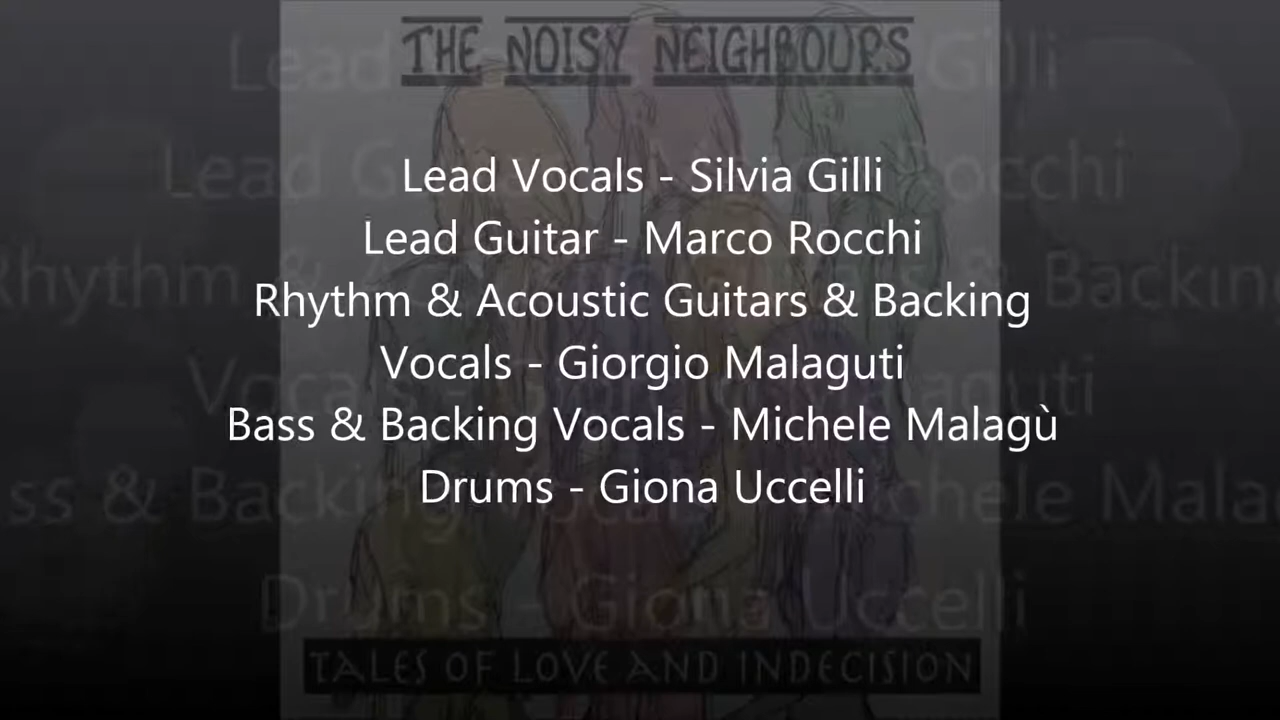 THE NOISY NEIGHBOURS
Lead Vocals - Silvia Gilli
Lead Guitar - Marco Rocchi
Rhythm & Acoustic Guitars & Backing
Vocals - Giorgio Malaguti
Bass & Backing Vocals - Michele Malagù
Drums - Giona Uccelli
TALES OF LOVE AND INDECISION